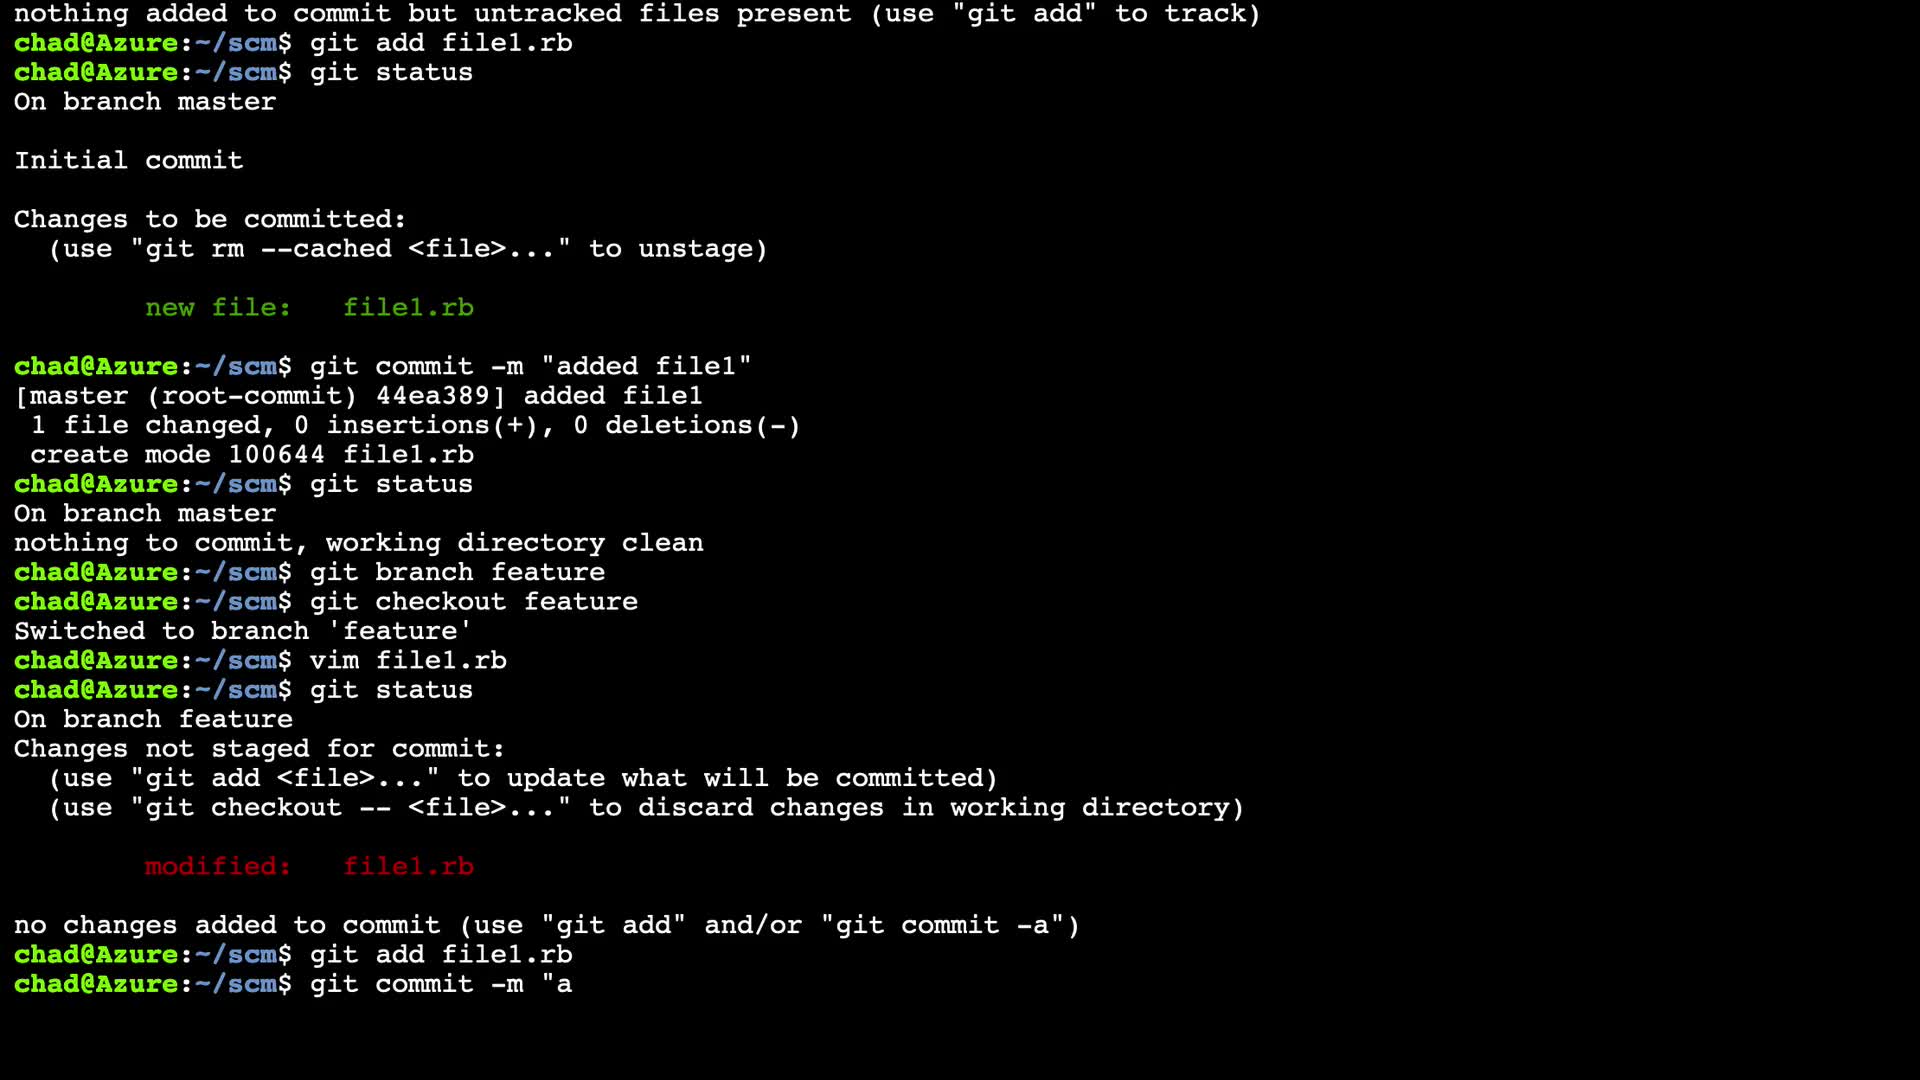 nothing added to commit but untracked files present (use "git add" to track)
chad@Azure:~/scm$ git add file1.rb
chad@Azure:~/scm$ git status
On branch master
Initial commit
Changes to be committed:
  (use "git rm --cached <file>..." to unstage)
        new file:   file1.rb
chad@Azure:~/scm$ git commit -m "added file1"
[master (root-commit) 44ea389] added file1
 1 file changed, 0 insertions(+), 0 deletions(-)
 create mode 100644 file1.rb
chad@Azure:~/scm$ git status
On branch master
nothing to commit, working directory clean
chad@Azure:~/scm$ git branch feature
chad@Azure:~/scm$ git checkout feature
Switched to branch 'feature'
chad@Azure:~/scm$ vim file1.rb
chad@Azure:~/scm$ git status
On branch feature
Changes not staged for commit:
  (use "git add <file>..." to update what will be committed)
  (use "git checkout -- <file>..." to discard changes in working directory)
        modified:   file1.rb
no changes added to commit (use "git add" and/or "git commit -a")
chad@Azure:~/scm$ git add file1.rb
chad@Azure:~/scm$ git commit -m "a